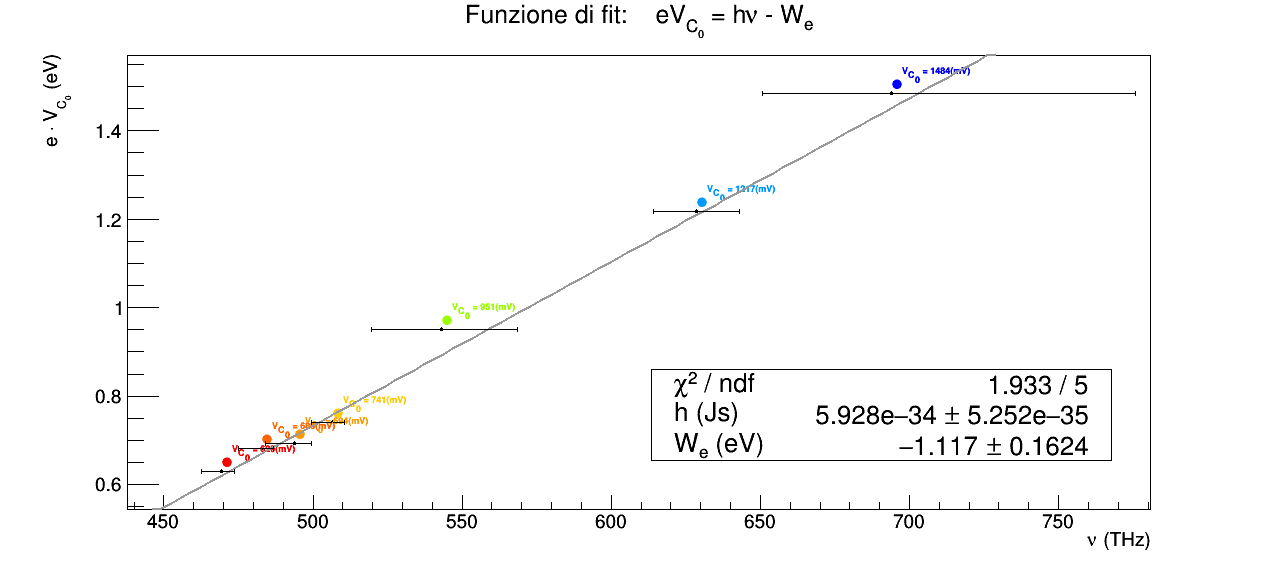 Funzione di fit: eV_C0 = hν - W_e
e · V_C0 (eV)
1.4
1.2
1
0.8
0.6
450 500 550 600 650 700 750
ν (THz)
V_C0 = 1484(mV)
V_C0 = 1217(mV)
V_C0 = 951(mV)
V_C0 = 741(mV)
χ² / ndf 1.933 / 5
h (Js) 5.928e–34 ± 5.252e–35
W_e (eV) –1.117 ± 0.1624